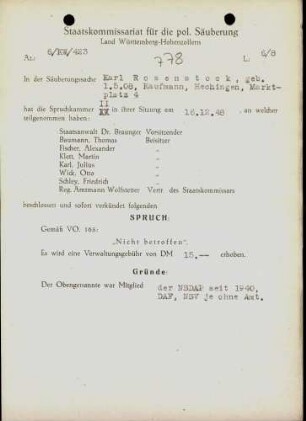 Staatskommissariat für die pol. Säuberung
Land Württemberg-Hohenzollern
Az.: 6/KW/423
778
L: 6/8
In der Säuberungssache Karl Rosenstock, geb.
1.5.08, Kaufmann, Hechingen, Markt-
platz 4
II
hat die Spruchkammer XX in ihrer Sitzung am 16.12.48, an welcher
teilgenommen haben:
Staatsanwalt Dr. Braunger Vorsitzender
Bezmann, Thomas Beisitzer
Fischer, Alexander "
Klett, Martin "
Karl, Julius "
Wick, Otto "
Schley, Friedrich "
Reg. Amtmann Wolfsteiner Vertr. des Staatskommissars
beschlossen und sofort verkündet folgenden
SPRUCH:
Gemäß VO. 165:
„Nicht betroffen".
Es wird eine Verwaltungsgebühr von DM 15.-- erhoben.
Gründe:
Der Obengenannte war Mitglied der NSDAP seit 1940,
DAF, NSV je ohne Amt.